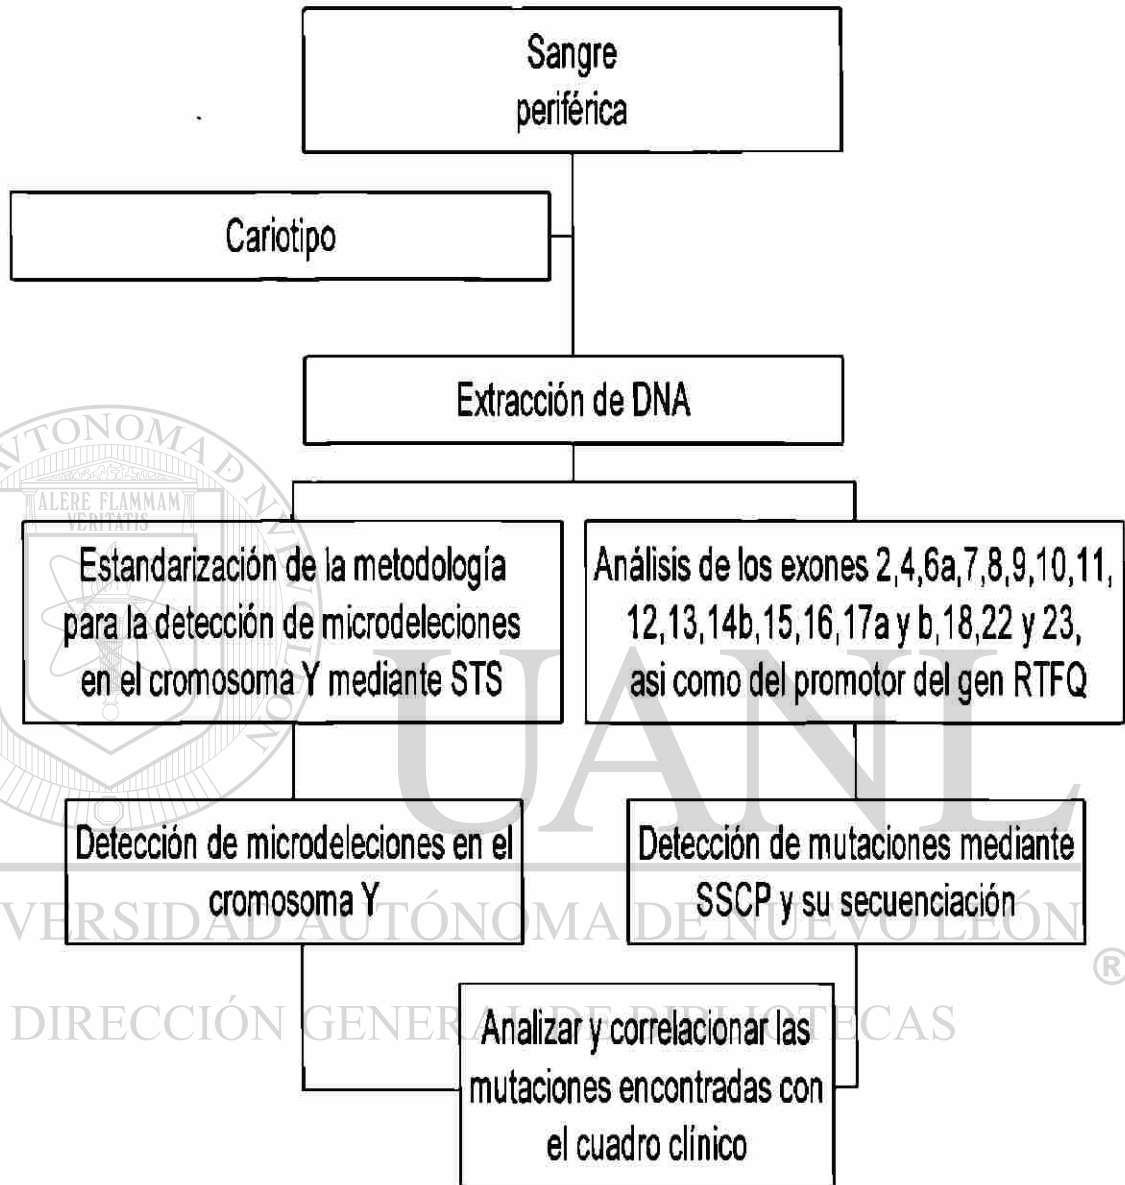 Sangre
periférica
Cariotipo
Extracción de DNA
Estandarización de la metodología
para la detección de microdeleciones
en el cromosoma Y mediante STS
Análisis de los exones 2,4,6a,7,8,9,10,11,
12,13,14b,15,16,17a y b,18,22 y 23,
asi como del promotor del gen RTFQ
Detección de microdeleciones en el
cromosoma Y
Detección de mutaciones mediante
SSCP y su secuenciación
Analizar y correlacionar las
mutaciones encontradas con
el cuadro clínico
ALERE FLAMMAM
VERITATIS
UANL
VERSIDAD AUTÓNOMA DE NUEVO LEÓN
®
DIRECCIÓN GENERAL DE BIBLIOTECAS